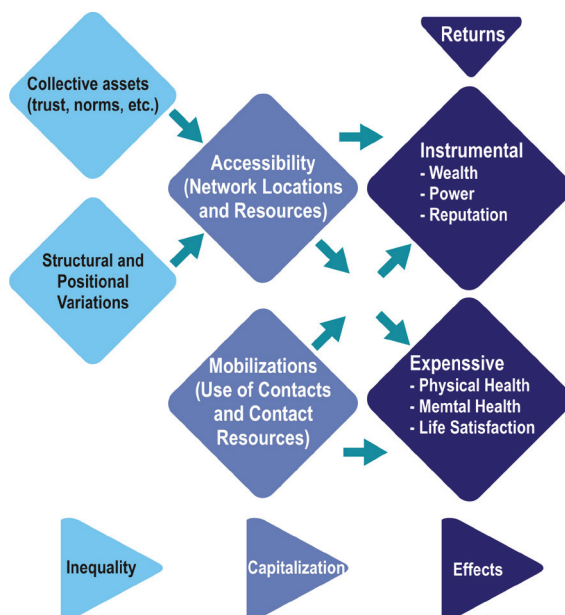 Returns
Collective assets
(trust, norms, etc.)
Accessibility
(Network Locations
and Resources)
Instrumental
- Wealth
- Power
- Reputation
Structural and
Positional
Variations
Mobilizations
(Use of Contacts
and Contact
Resources)
Expenssive
- Physical Health
- Memtal Health
- Life Satisfaction
Inequality
Capitalization
Effects